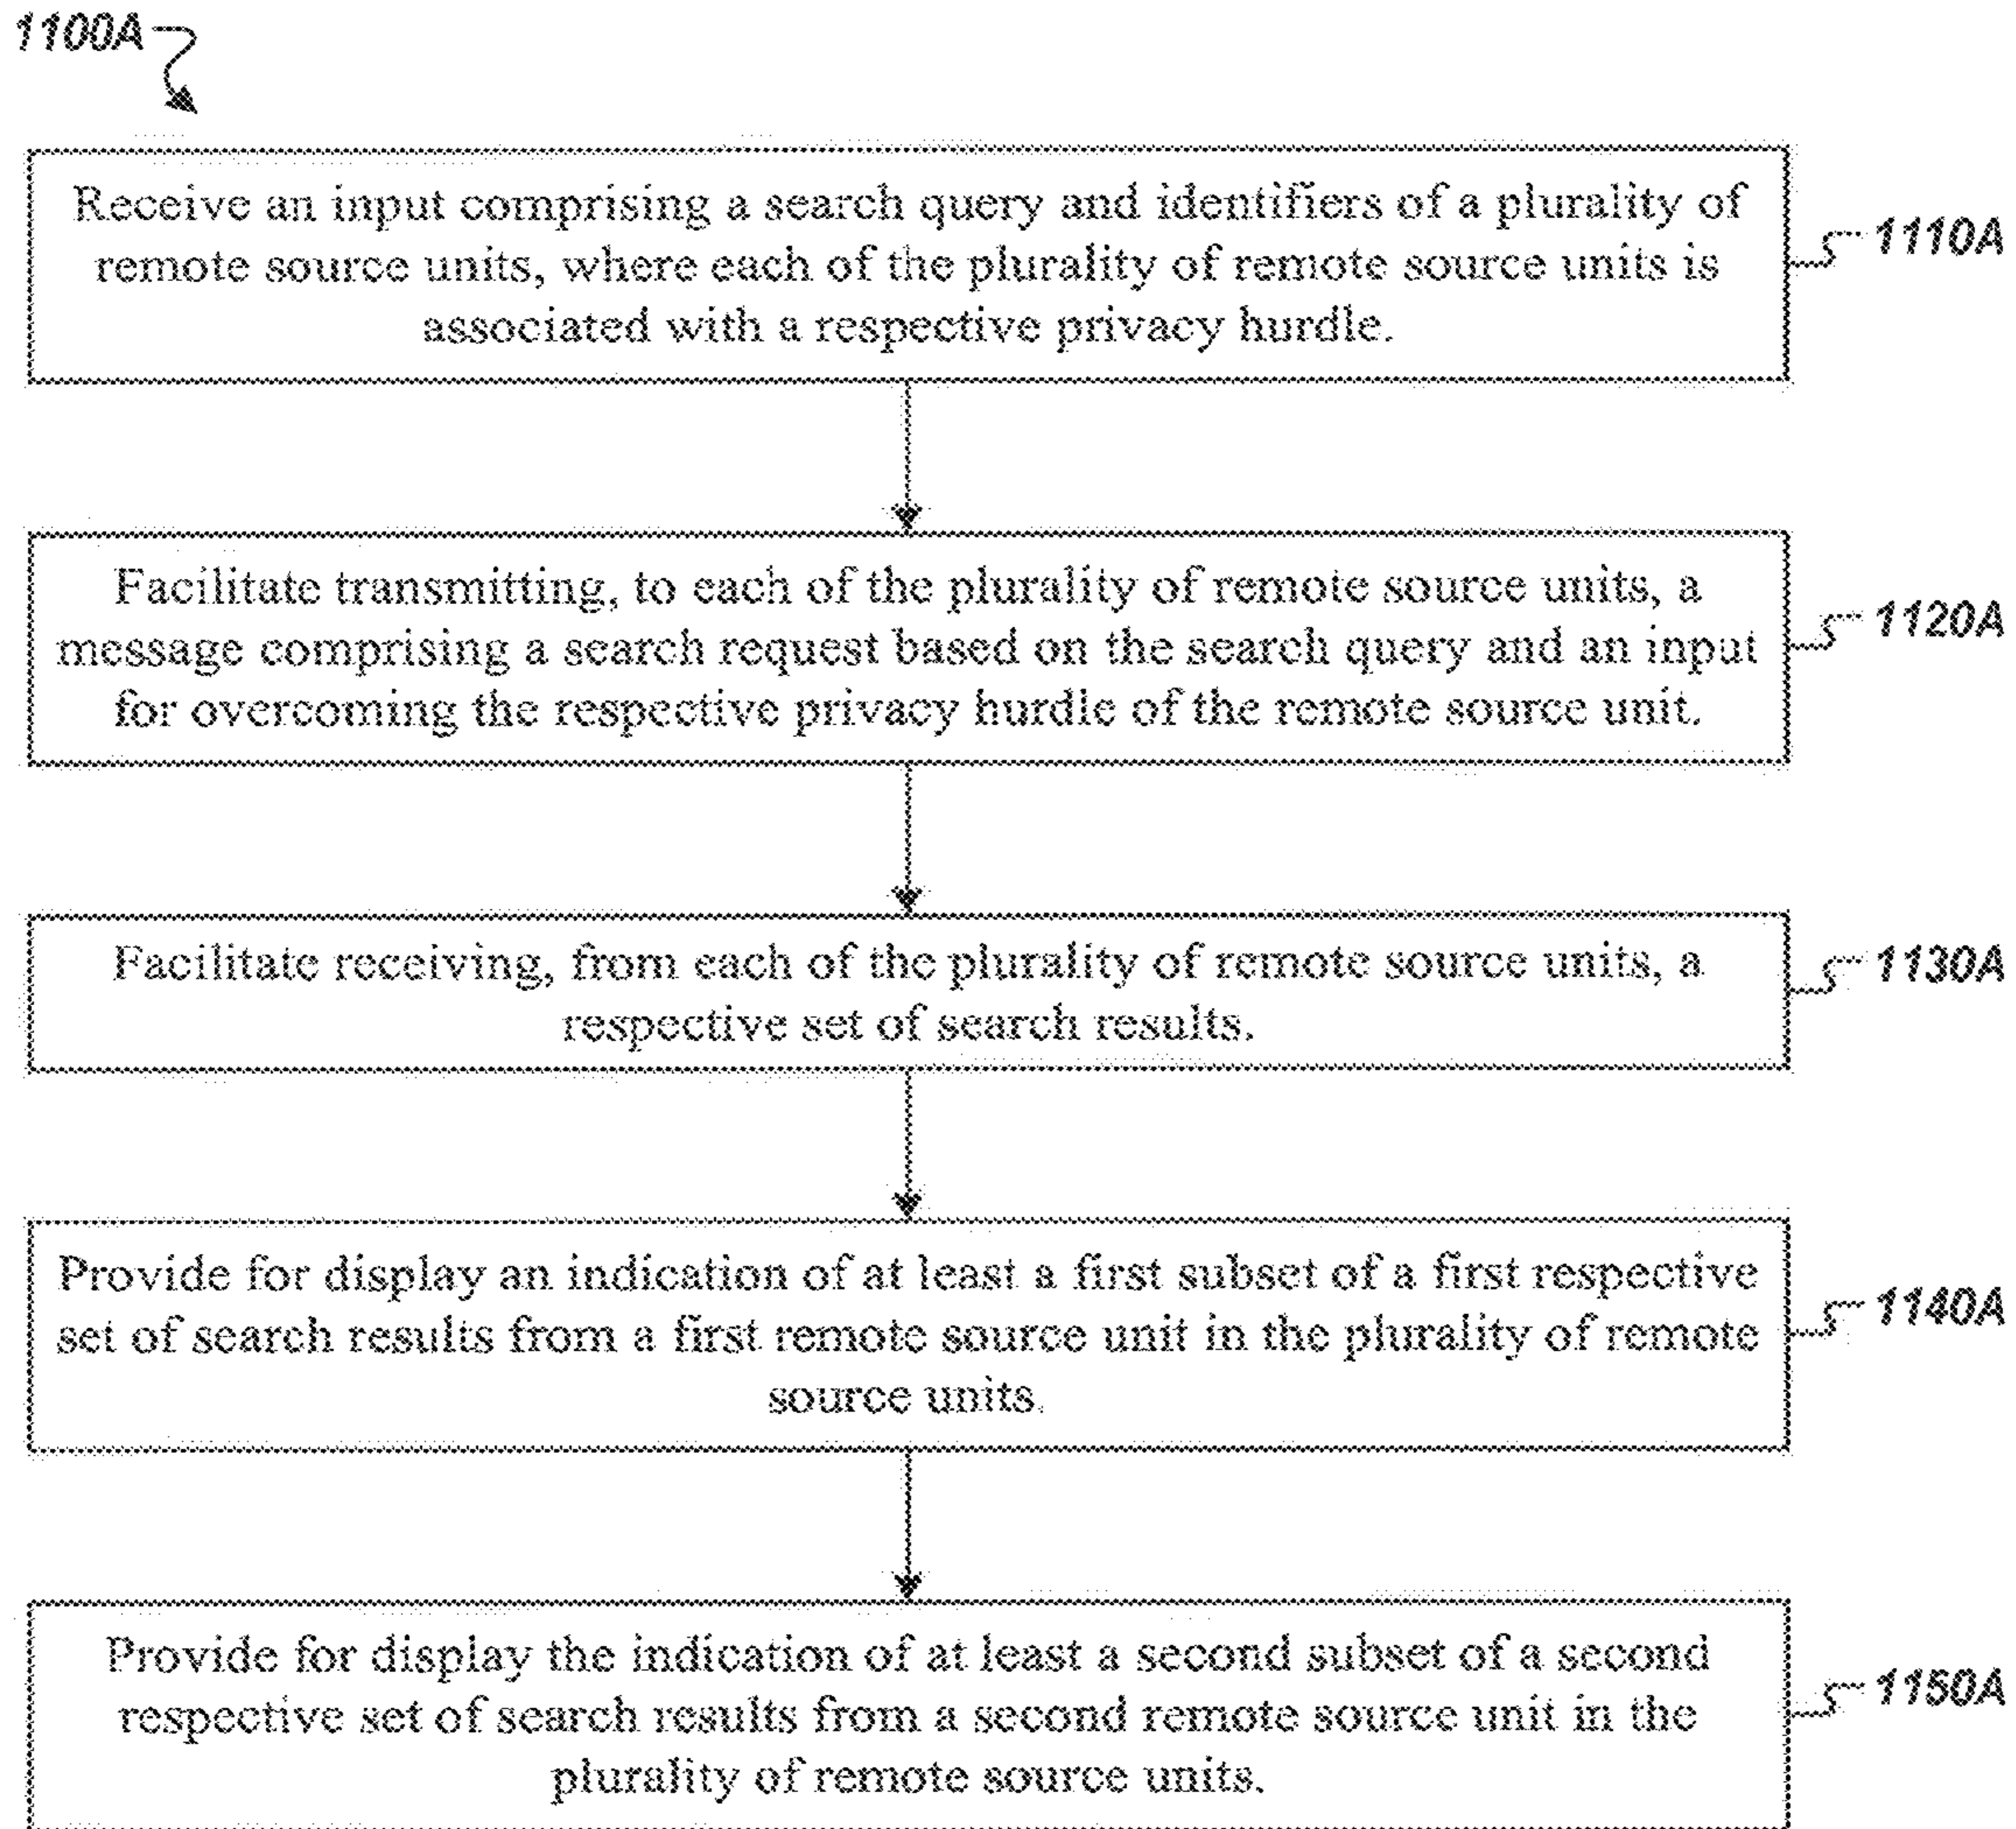 1100A
Receive an input comprising a search query and identifiers of a plurality of
remote source units, where each of the plurality of remote source units is
associated with a respective privacy hurdle.
1110A
Facilitate transmitting, to each of the plurality of remote source units, a
message comprising a search request based on the search query and an input
for overcoming the respective privacy hurdle of the remote source unit.
1120A
Facilitate receiving, from each of the plurality of remote source units, a
respective set of search results.
1130A
Provide for display an indication of at least a first subset of a first respective
set of search results from a first remote source unit in the plurality of remote
source units.
1140A
Provide for display the indication of at least a second subset of a second
respective set of search results from a second remote source unit in the
plurality of remote source units.
1150A